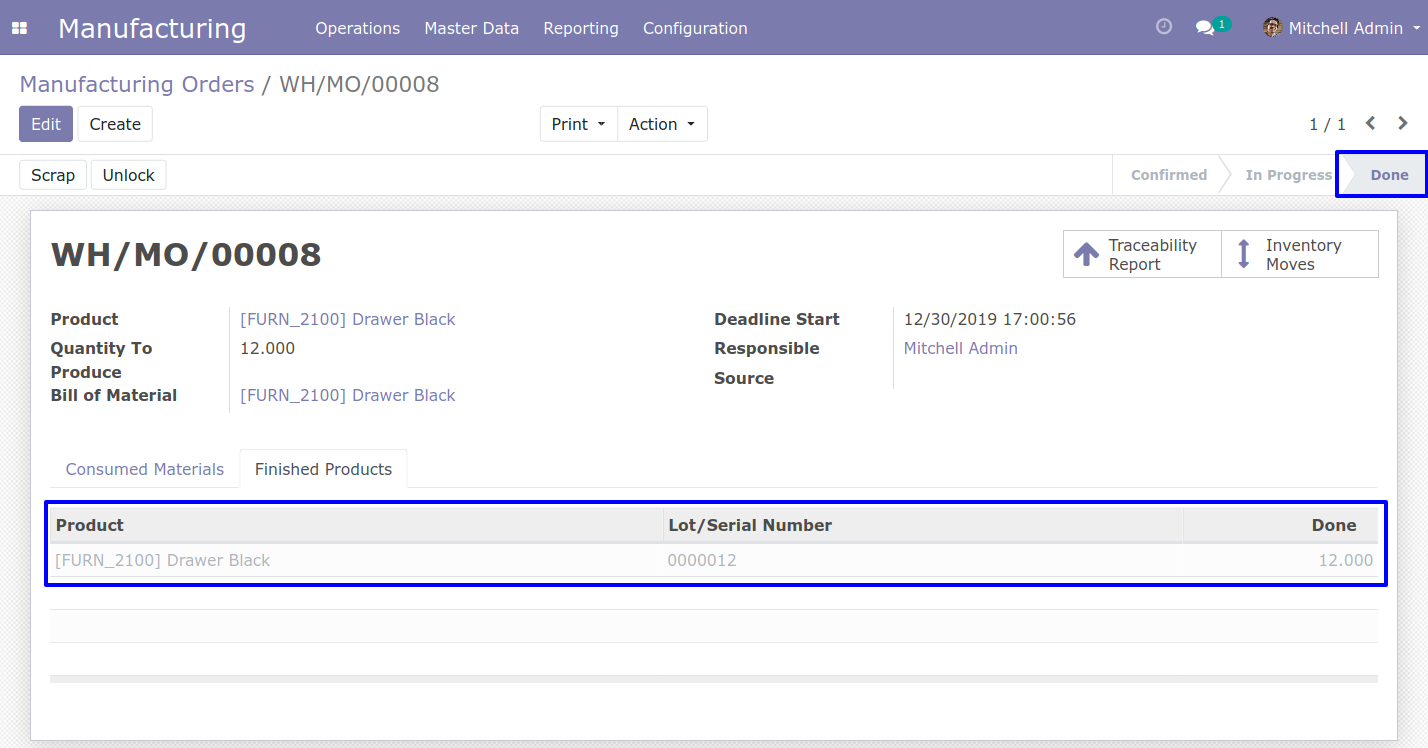 Manufacturing Operations Master Data Reporting Configuration 1 Mitchell Admin
Manufacturing Orders / WH/MO/00008
Edit Create Print Action 1 / 1
Scrap Unlock Confirmed In Progress Done
WH/MO/00008
Traceability Report
Inventory Moves
Product [FURN_2100] Drawer Black
Quantity To Produce 12.000
Bill of Material [FURN_2100] Drawer Black
Deadline Start 12/30/2019 17:00:56
Responsible Mitchell Admin
Source
Consumed Materials Finished Products
Product Lot/Serial Number Done
[FURN_2100] Drawer Black 0000012 12.000